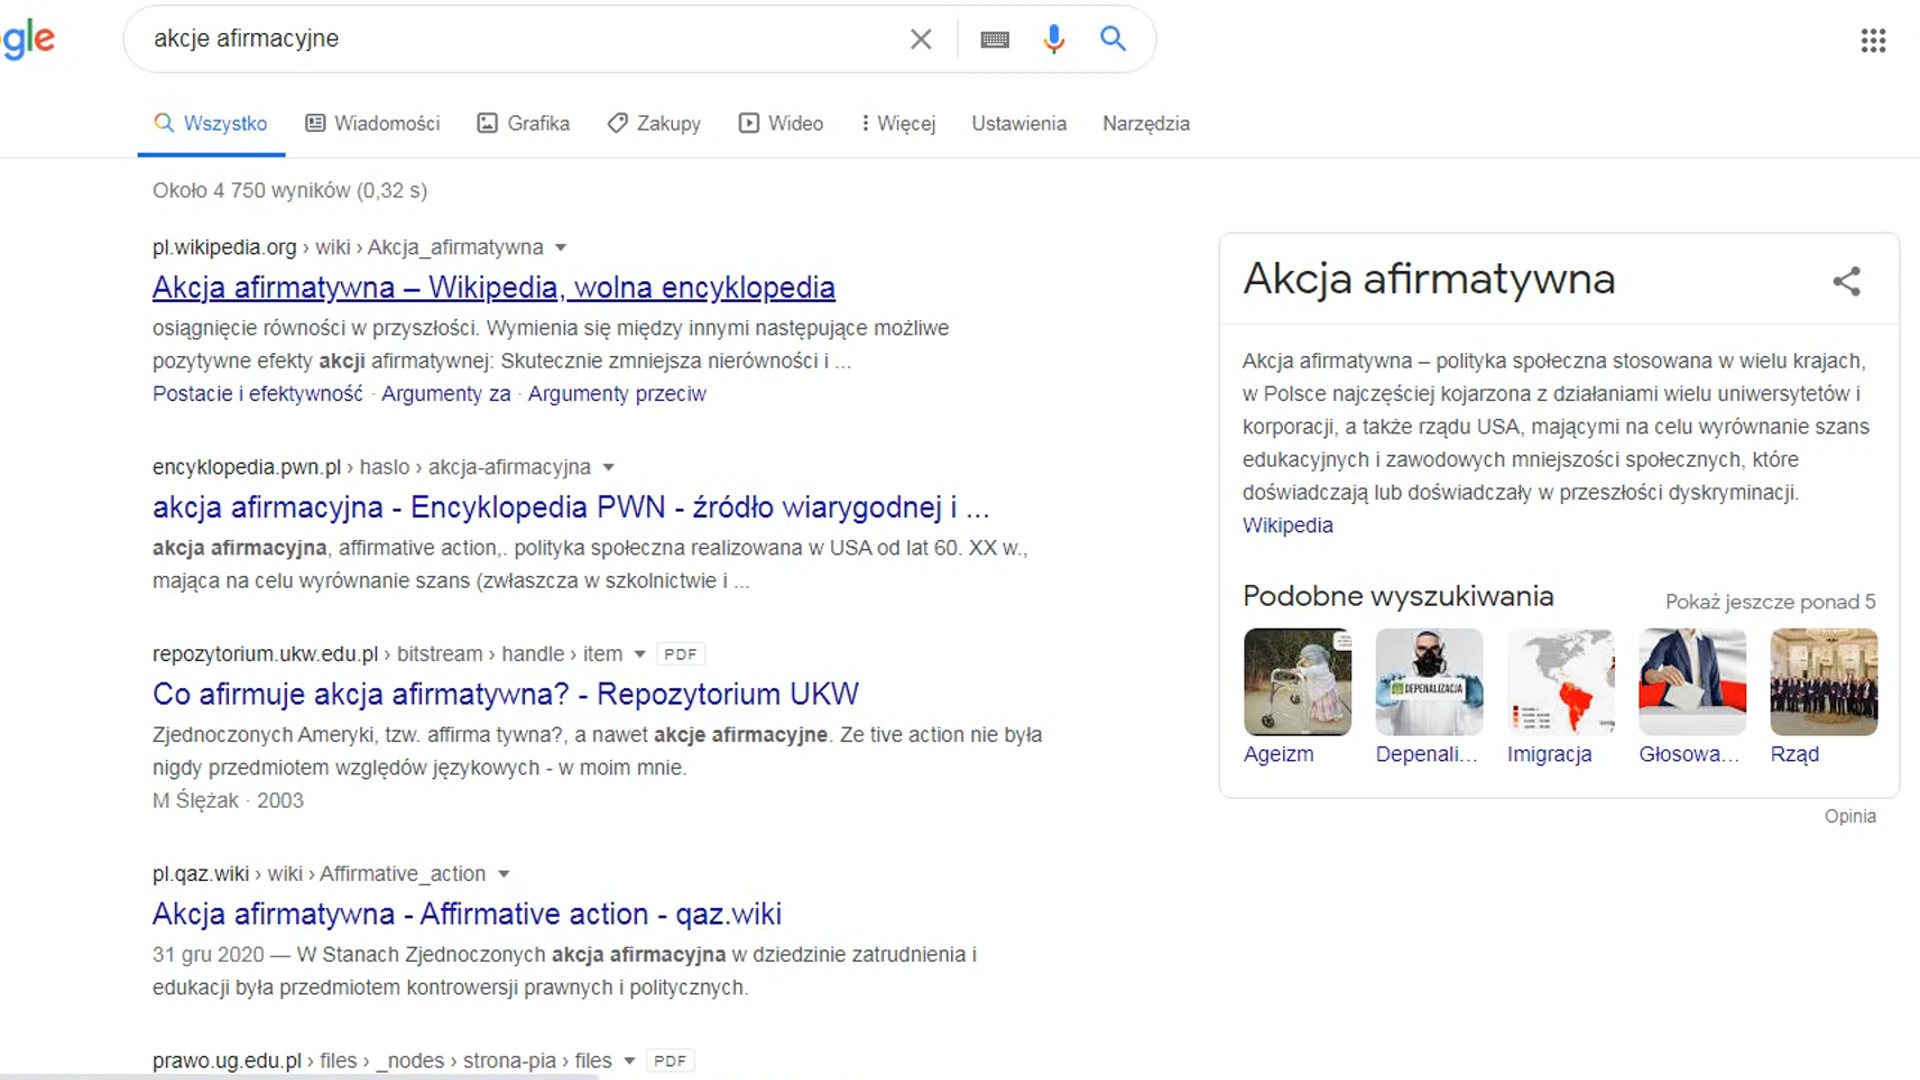 gle
akcje afirmacyjne
Wszystko Wiadomości Grafika Zakupy Wideo Więcej Ustawienia Narzędzia
Około 4 750 wyników (0,32 s)
pl.wikipedia.org › wiki › Akcja_afirmatywna
Akcja afirmatywna – Wikipedia, wolna encyklopedia
osiągnięcie równości w przyszłości. Wymienia się między innymi następujące możliwe
pozytywne efekty akcji afirmatywnej: Skutecznie zmniejsza nierówności i ...
Postacie i efektywność · Argumenty za · Argumenty przeciw
encyklopedia.pwn.pl › haslo › akcja-afirmacyjna
akcja afirmacyjna - Encyklopedia PWN - źródło wiarygodnej i ...
akcja afirmacyjna, affirmative action,. polityka społeczna realizowana w USA od lat 60. XX w.,
mająca na celu wyrównanie szans (zwłaszcza w szkolnictwie i ...
repozytorium.ukw.edu.pl › bitstream › handle › item PDF
Co afirmuje akcja afirmatywna? - Repozytorium UKW
Zjednoczonych Ameryki, tzw. affirma tywna?, a nawet akcje afirmacyjne. Ze tive action nie była
nigdy przedmiotem względów językowych - w moim mnie.
M Ślężak · 2003
pl.qaz.wiki › wiki › Affirmative_action
Akcja afirmatywna - Affirmative action - qaz.wiki
31 gru 2020 — W Stanach Zjednoczonych akcja afirmacyjna w dziedzinie zatrudnienia i
edukacji była przedmiotem kontrowersji prawnych i politycznych.
prawo.ug.edu.pl › files › _nodes › strona-pia › files PDF
Akcja afirmatywna
Akcja afirmatywna – polityka społeczna stosowana w wielu krajach,
w Polsce najczęściej kojarzona z działaniami wielu uniwersytetów i
korporacji, a także rządu USA, mającymi na celu wyrównanie szans
edukacyjnych i zawodowych mniejszości społecznych, które
doświadczają lub doświadczały w przeszłości dyskryminacji.
Wikipedia
Podobne wyszukiwania Pokaż jeszcze ponad 5
DEPENALIZACJA
Ageizm Depenali... Imigracja Głosowa... Rząd
Opinia